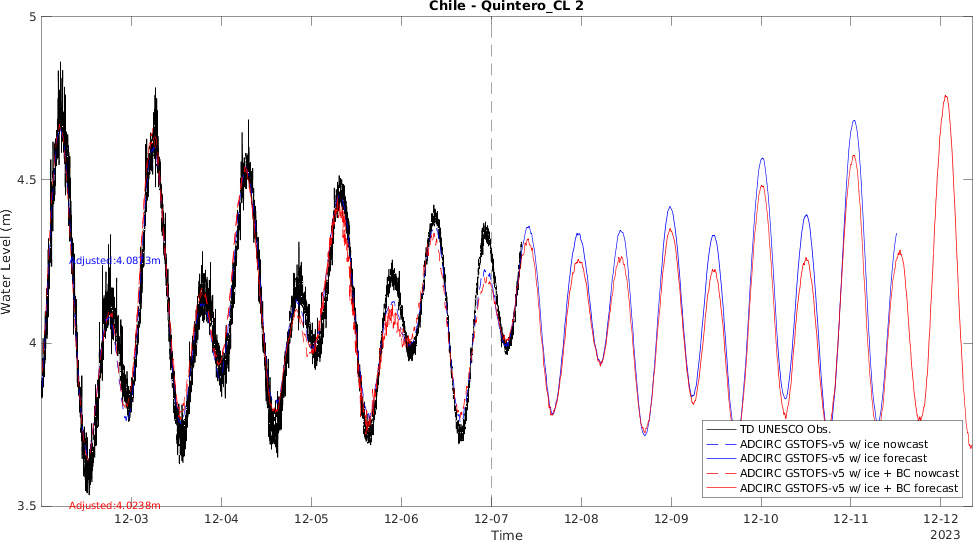 Chile - Quintero_CL 2
5
4.5
4
3.5
Water Level (m)
Adjusted:4.0873m
Adjusted:4.0238m
TD UNESCO Obs.
ADCIRC GSTOFS-v5 w/ ice nowcast
ADCIRC GSTOFS-v5 w/ ice forecast
ADCIRC GSTOFS-v5 w/ ice + BC nowcast
ADCIRC GSTOFS-v5 w/ ice + BC forecast
12-03 12-04 12-05 12-06 12-07 12-08 12-09 12-10 12-11 12-12
2023
Time